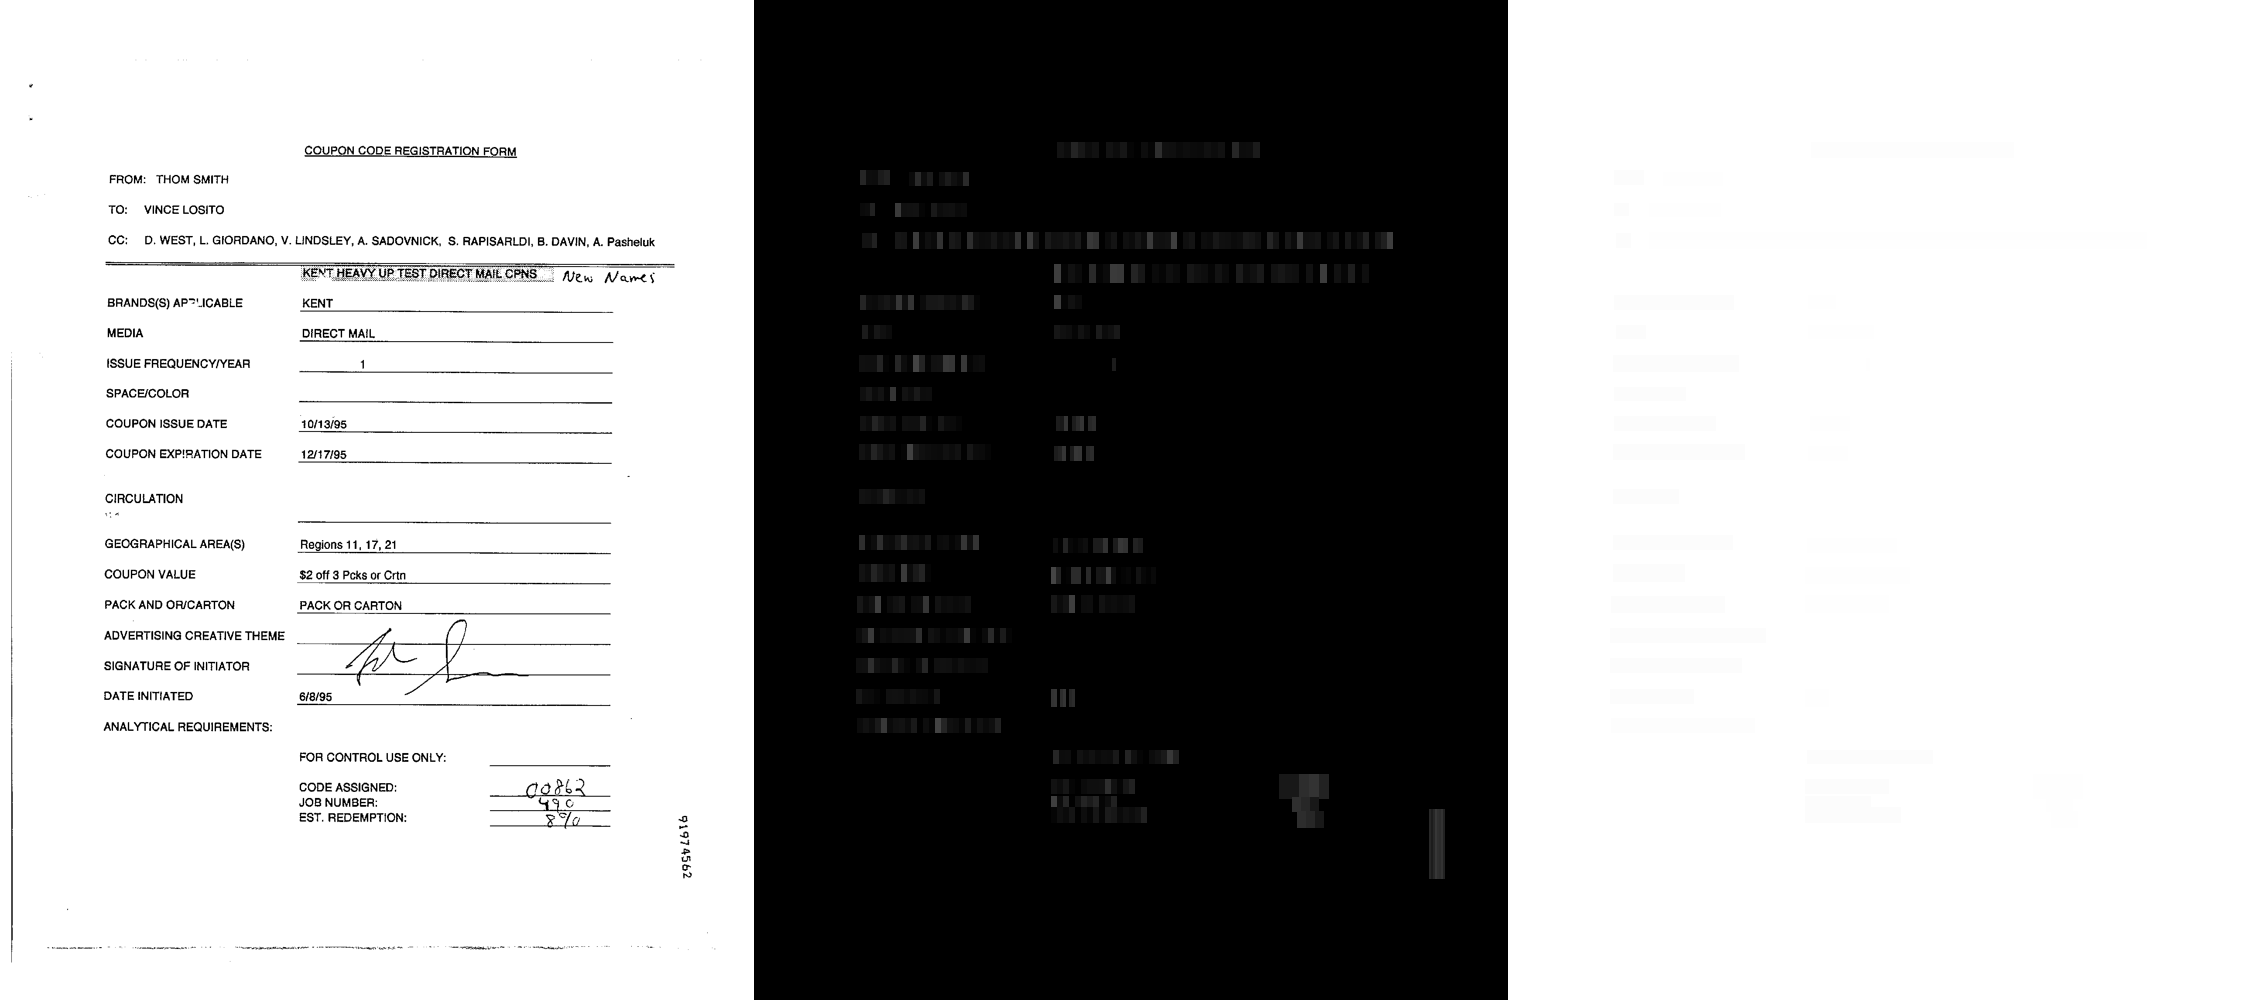 COUPON CODE REGISTRATION FORM
FROM: THOM SMITH
TO: VINCE LOSITO
CC: D. WEST, L. GIORDANO, V. LINDSLEY, A. SADOVNICK, S. RAPISARLDI, B. DAVIN, A. Pasheluk
KENT HEAVY UP TEST DIRECT MAIL CPNS New Names
BRANDS(S) APPLICABLE KENT
MEDIA DIRECT MAIL
ISSUE FREQUENCY/YEAR 1
SPACE/COLOR
COUPON ISSUE DATE 10/13/95
COUPON EXPIRATION DATE 12/17/95
CIRCULATION
GEOGRAPHICAL AREA(S) Regions 11, 17, 21
COUPON VALUE $2 off 3 Pcks or Crtn
PACK AND OR/CARTON PACK OR CARTON
ADVERTISING CREATIVE THEME
SIGNATURE OF INITIATOR
DATE INITIATED 6/8/95
ANALYTICAL REQUIREMENTS:
FOR CONTROL USE ONLY:
CODE ASSIGNED: 00862
JOB NUMBER: 490
EST. REDEMPTION: 8%
91974562